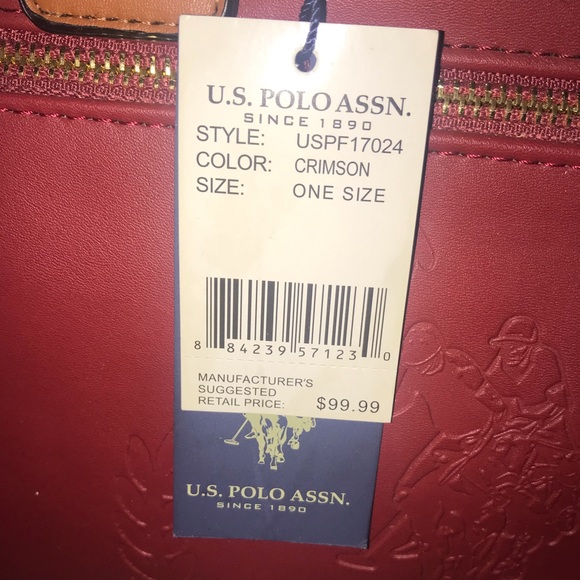 U.S. POLO ASSN.
SINCE 1890
STYLE: USPF17024
COLOR: CRIMSON
SIZE: ONE SIZE
8 84239 57123 0
MANUFACTURER'S
SUGGESTED
RETAIL PRICE: $99.99
U.S. POLO ASSN.
SINCE 1890